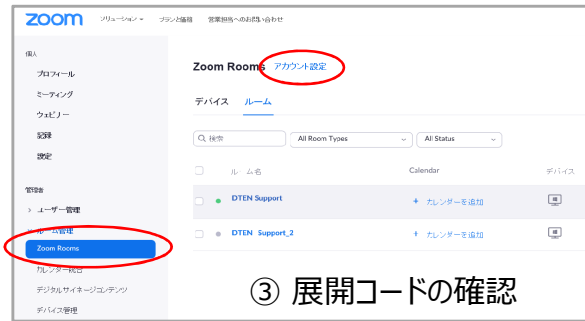 zoom ソリューション プランと価格 営業担当へのお問い合わせ
個人
プロフィール
ミーティング
ウェビナー
記録
設定
管理者
ユーザー管理
ルーム管理
Zoom Rooms
カレンダー統合
デジタルサイネージコンテンツ
デバイス管理
Zoom Rooms アカウント設定
デバイス ルーム
検索 All Room Types All Status
ルーム名 Calendar デバイス
DTEN Support + カレンダーを追加
DTEN Support_2 + カレンダーを追加
③ 展開コードの確認